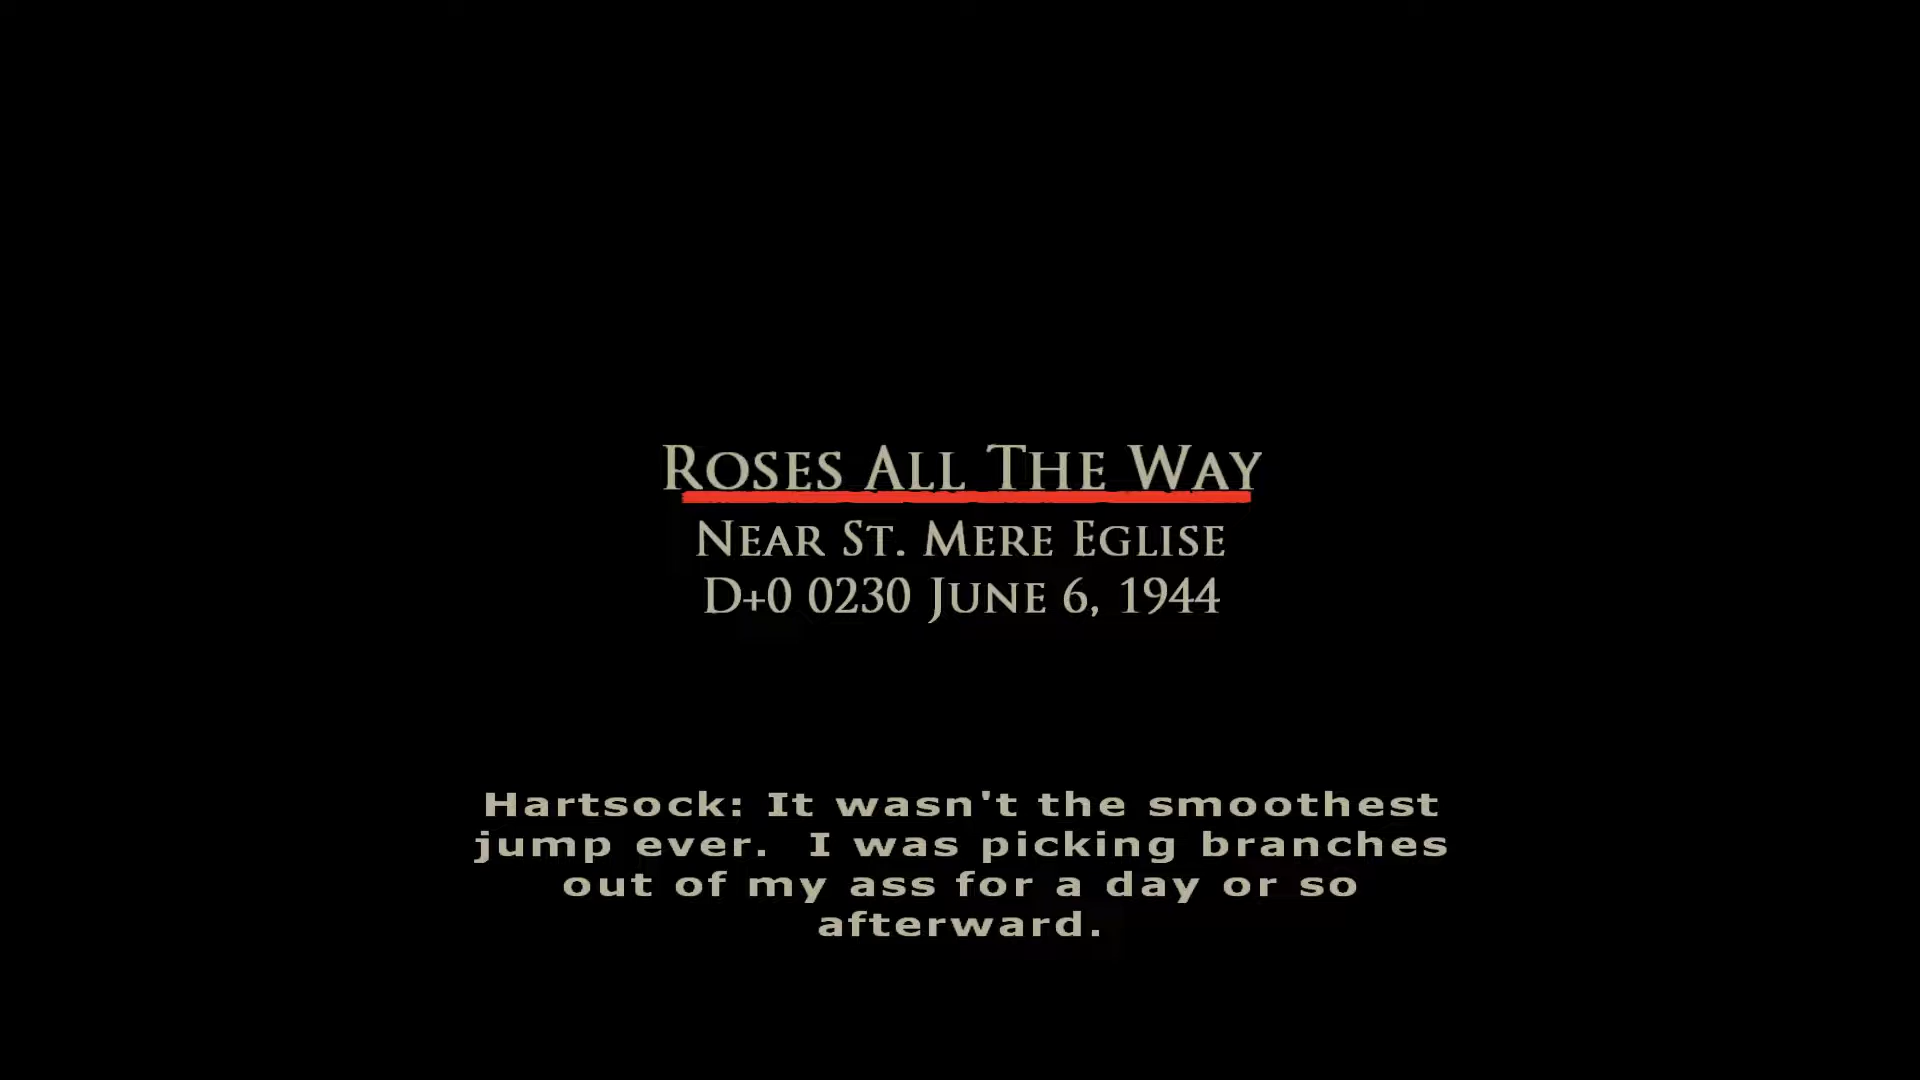 Roses All The Way
Near St. Mere Eglise
D+0 0230 June 6, 1944
Hartsock: It wasn't the smoothest
jump ever.  I was picking branches
out of my ass for a day or so
afterward.